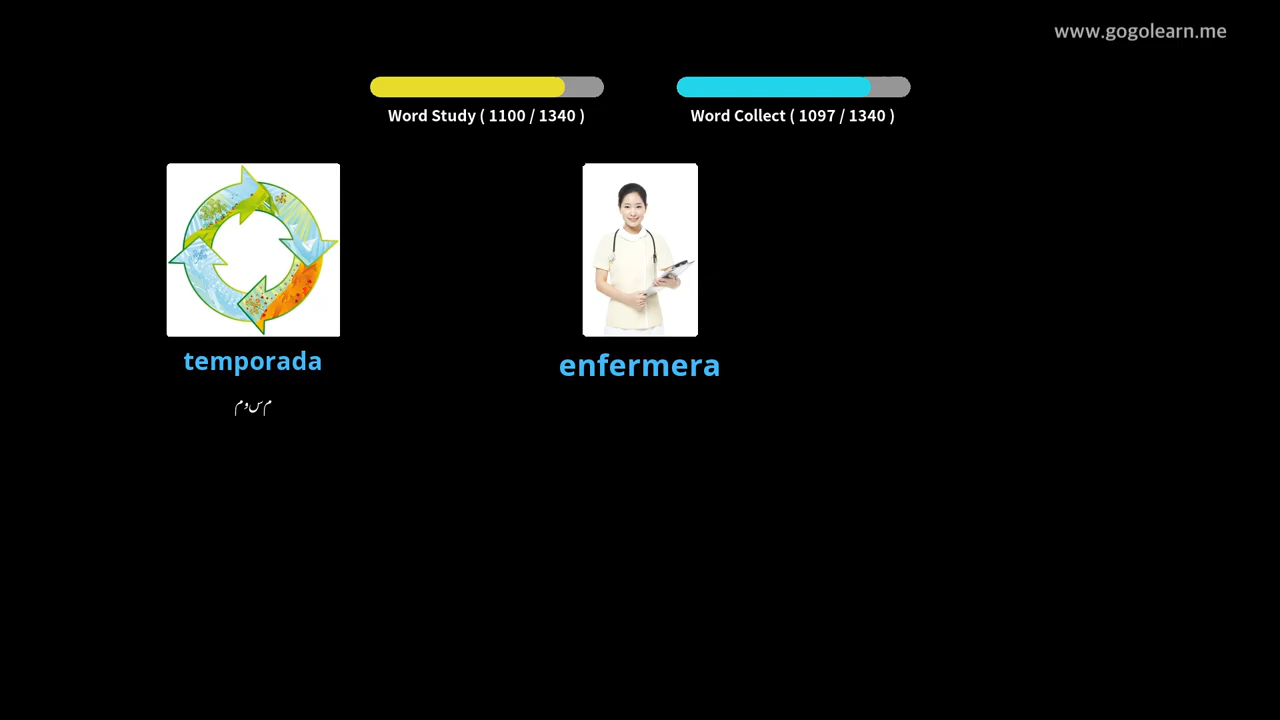 www.gogolearn.me
Word Study ( 1100 / 1340 )
Word Collect ( 1097 / 1340 )
temporada
enfermera
موسم